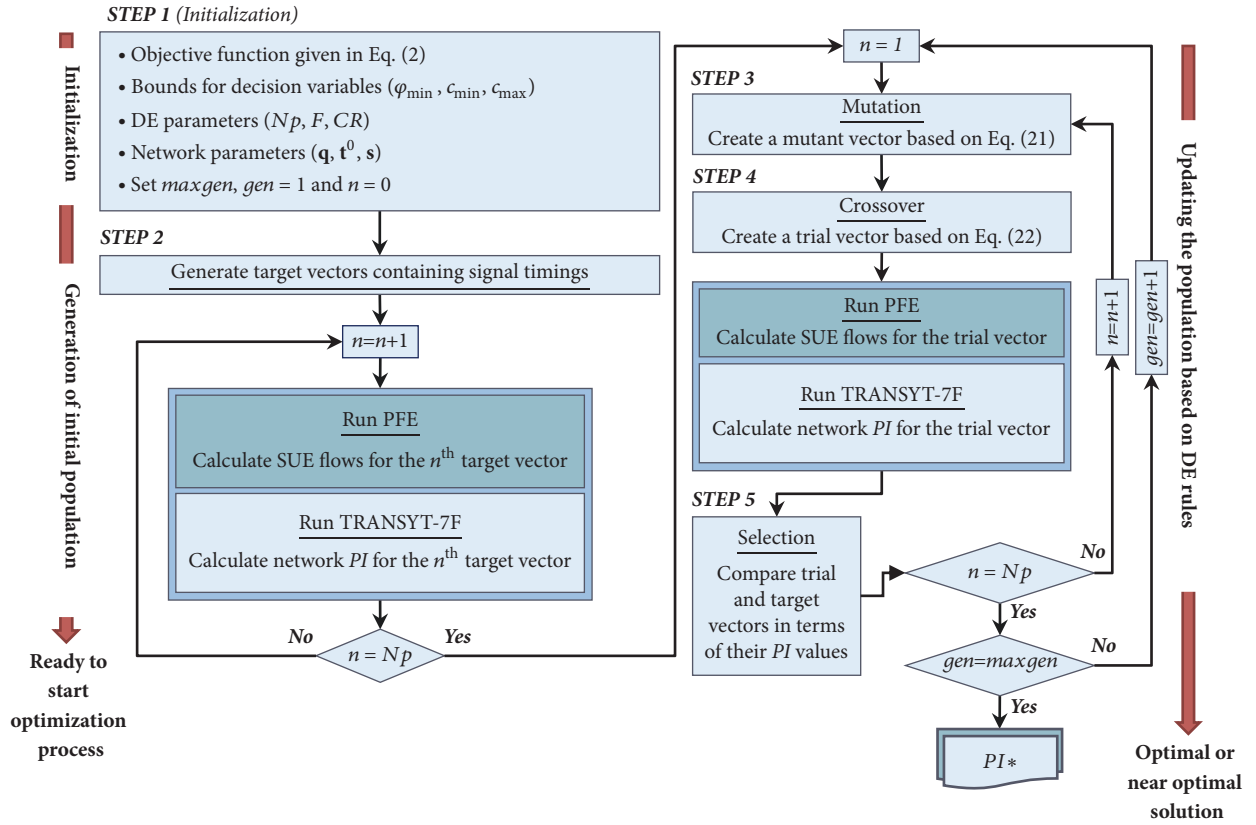 STEP 1 (Initialization)
• Objective function given in Eq. (2)
• Bounds for decision variables (φmin , cmin, cmax)
• DE parameters (Np, F, CR)
• Network parameters (q, t⁰, s)
• Set maxgen, gen = 1 and n = 0
STEP 2
Generate target vectors containing signal timings
n=n+1
Run PFE
Calculate SUE flows for the nth target vector
Run TRANSYT-7F
Calculate network PI for the nth target vector
No
n = Np
Yes
Initialization
Generation of initial population
Ready to
start
optimization
process
n = 1
STEP 3
Mutation
Create a mutant vector based on Eq. (21)
STEP 4
Crossover
Create a trial vector based on Eq. (22)
Run PFE
Calculate SUE flows for the trial vector
Run TRANSYT-7F
Calculate network PI for the trial vector
STEP 5
Selection
Compare trial
and target
vectors in terms
of their PI values
n = Np
No
Yes
gen=maxgen
No
Yes
PI*
n=n+1
gen=gen+1
Updating the population based on DE rules
Optimal or
near optimal
solution